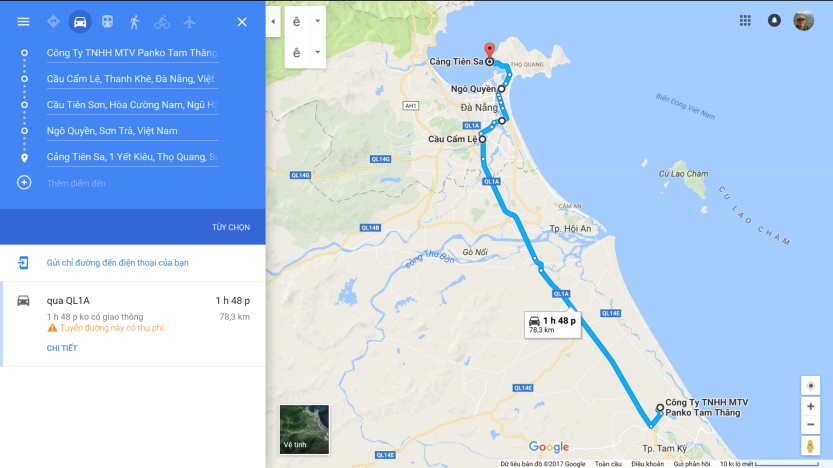 Công Ty TNHH MTV Panko Tam Thăng
Cầu Cẩm Lệ, Thanh Khê, Đà Nẵng, Việt
Cầu Tiên Sơn, Hòa Cường Nam, Ngũ H
Ngô Quyền, Sơn Trà, Việt Nam
Cảng Tiên Sa, 1 Yết Kiêu, Thọ Quang, S
Thêm điểm đến
TÙY CHỌN
Gửi chỉ đường đến điện thoại của bạn
qua QL1A
1 h 48 p
1 h 48 p ko có giao thông
78,3 km
Tuyến đường này có thu phí.
CHI TIẾT
ê
ê
Cảng Tiên Sa
THỌ QUANG
Ngô Quyền
AH1
Đà Nẵng
Biển Đông Việt Nam
QL1A
Cầu Cẩm Lệ
QL14G
QL14G
QL1A
Cù Lao Chàm
CÙ LAO CHÀM
CẨM AN
QL14B
Tp. Hội An
Gò Nổi
sông Thu Bồn
QL1A
QL14E
1 h 48 p
78,3 km
QL14E
Công Ty TNHH MTV
Panko Tam Thăng
Vệ tinh
Google
Tp. Tam Kỳ
QL14E
Dữ liệu bản đồ ©2017 Google
Toàn cầu
Điều khoản
Gửi phản hồi
10 ki lô mét